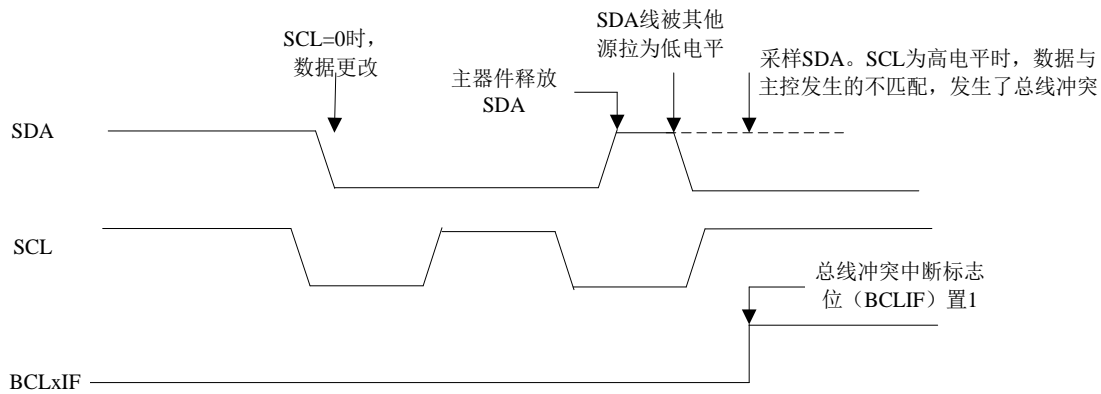 SCL=0时，
数据更改
主器件释放
SDA
SDA线被其他
源拉为低电平
采样SDA。SCL为高电平时，数据与
主控发生的不匹配，发生了总线冲突
SDA
SCL
总线冲突中断标志
位（BCLIF）置1
BCLxIF